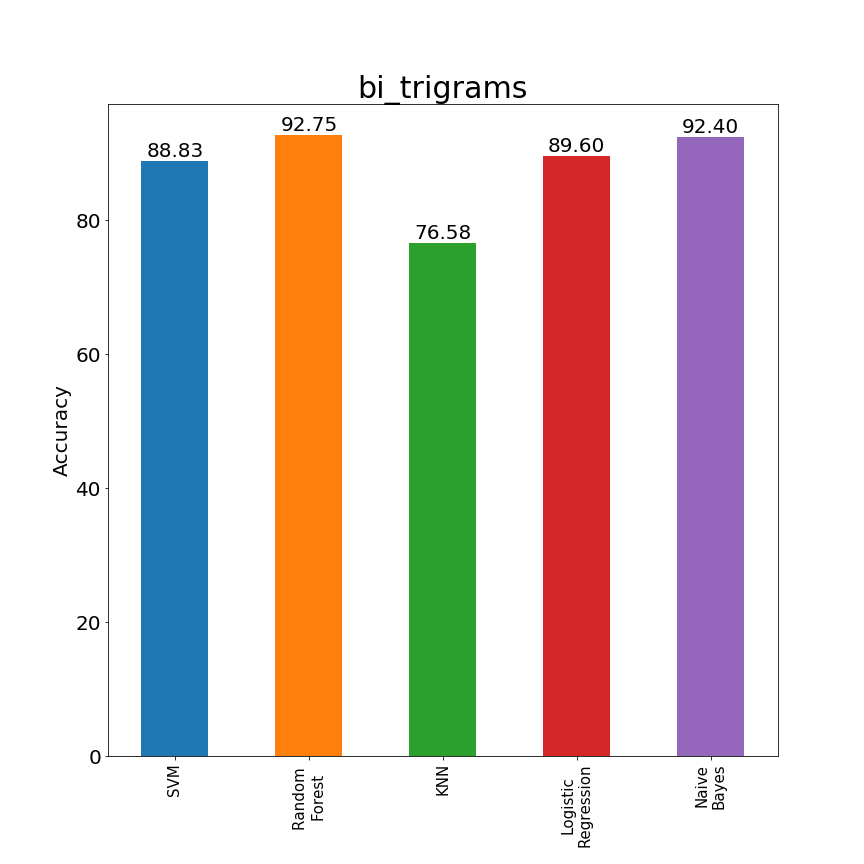 bi_trigrams
88.83
92.75
76.58
89.60
92.40
80
60
40
20
0
Accuracy
SVM
Random
Forest
KNN
Logistic
Regression
Naive
Bayes